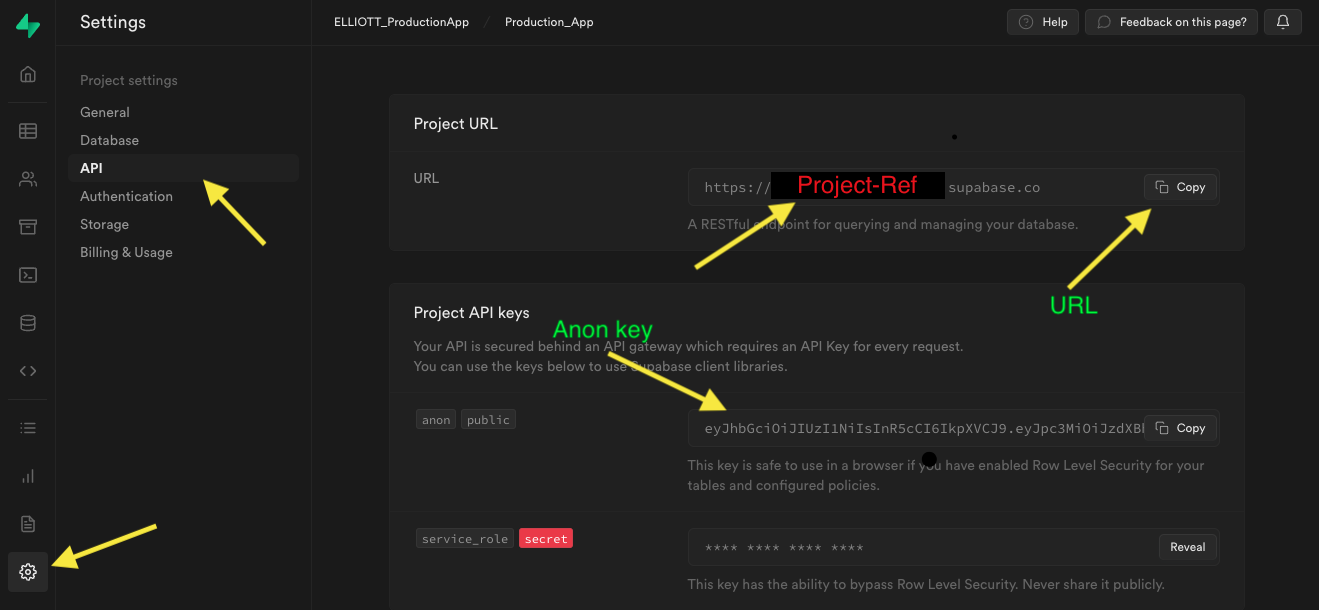 Settings
ELLIOTT_ProductionApp / Production_App
Help
Feedback on this page?
Project settings
General
Database
API
Authentication
Storage
Billing & Usage
Project URL
URL
https:// Project-Ref supabase.co
Copy
A RESTful endpoint for querying and managing your database.
URL
Project API keys
Anon key
Your API is secured behind an API gateway which requires an API Key for every request.
You can use the keys below to use Supabase client libraries.
anon public
eyJhbGciOiJIUzI1NiIsInR5cCI6IkpXVCJ9.eyJpc3MiOiJzdXBh
Copy
This key is safe to use in a browser if you have enabled Row Level Security for your
tables and configured policies.
service_role secret
**** **** **** ****
Reveal
This key has the ability to bypass Row Level Security. Never share it publicly.